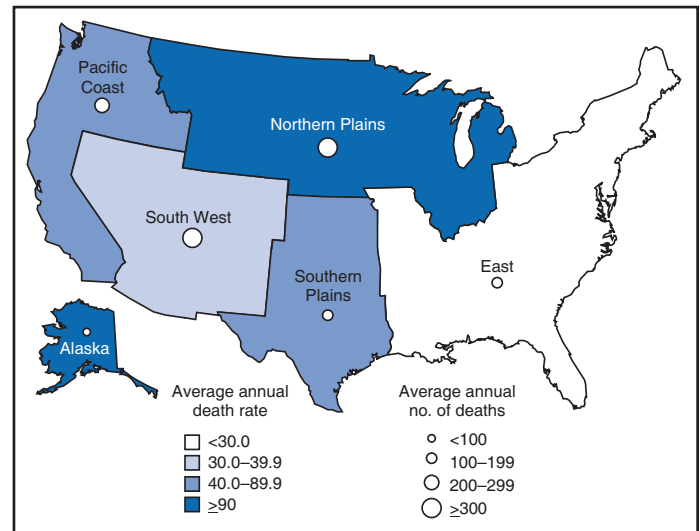 Pacific
Coast
Northern Plains
South West
East
Southern
Plains
Alaska
Average annual
death rate
<30.0
30.0–39.9
40.0–89.9
≥90
Average annual
no. of deaths
<100
100–199
200–299
≥300